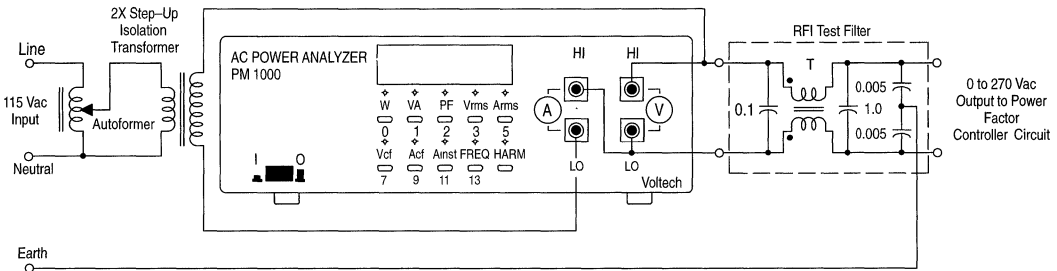 2X Step–Up
Isolation
Transformer
Line
115 Vac
Input
Autoformer
Neutral
Earth
AC POWER ANALYZER
PM 1000
HI HI
A V
W VA PF Vrms Arms
0 1 2 3 5
Vcf Acf Ainst FREQ HARM
7 9 11 13
I O
LO LO
Voltech
RFI Test Filter
T
0.1
0.005
1.0
0.005
0 to 270 Vac
Output to Power
Factor
Controller Circuit